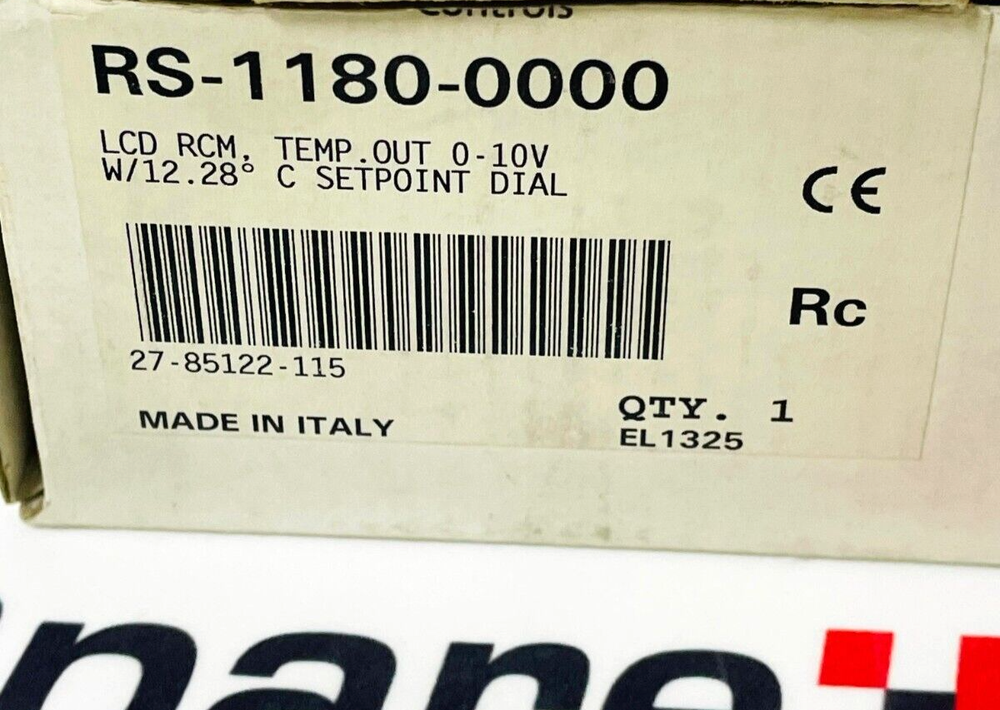 Controls
RS-1180-0000
LCD RCM, TEMP.OUT 0-10V
W/12.28° C SETPOINT DIAL
CE
27-85122-115
Rc
MADE IN ITALY
QTY. 1
EL1325